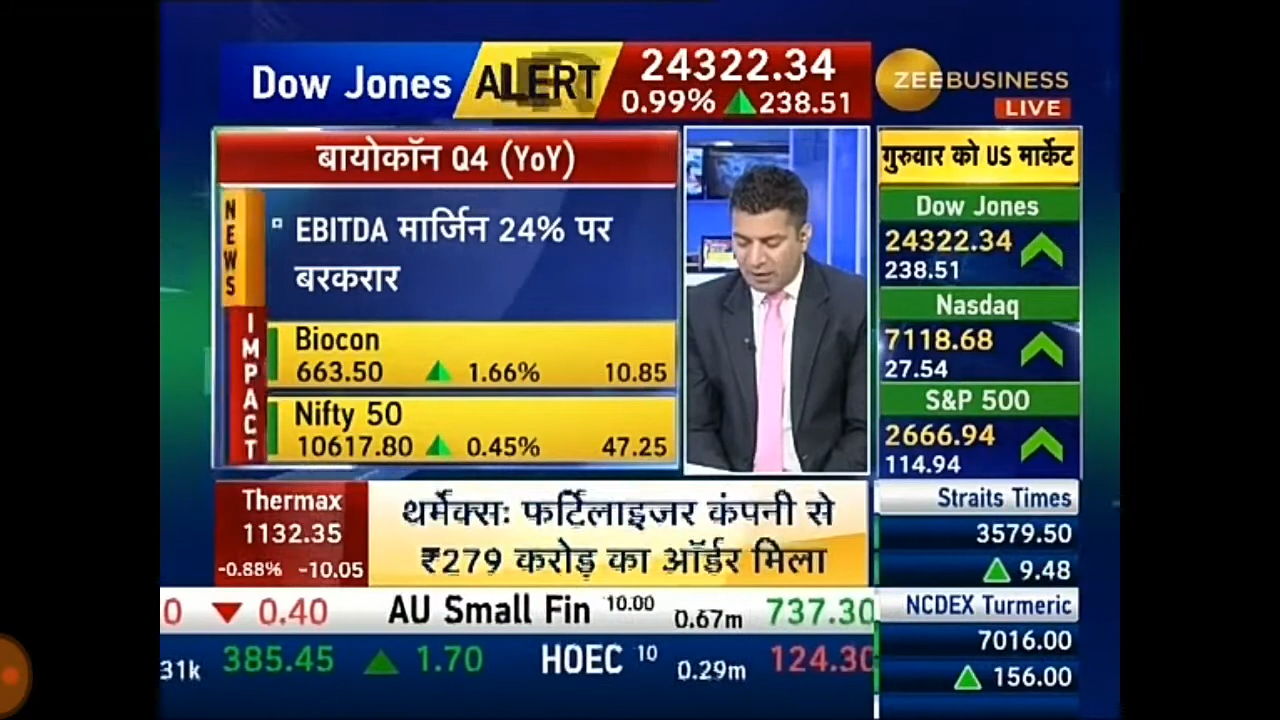 Dow Jones
ALERT
24322.34
0.99% 238.51
ZEEBUSINESS
LIVE
बायोकॉन Q4 (YoY)
NEWS
EBITDA मार्जिन 24% पर
बरकरार
IMPACT
Biocon
663.50 1.66% 10.85
Nifty 50
10617.80 0.45% 47.25
गुरुवार को US मार्केट
Dow Jones
24322.34
238.51
Nasdaq
7118.68
27.54
S&P 500
2666.94
114.94
Straits Times
3579.50
9.48
NCDEX Turmeric
7016.00
156.00
Thermax
1132.35
-0.88% -10.05
थर्मेक्सः फर्टिलाइजर कंपनी से
₹279 करोड़ का ऑर्डर मिला
0 0.40 AU Small Fin 10.00 0.67m 737.30
31k 385.45 1.70 HOEC 10 0.29m 124.30